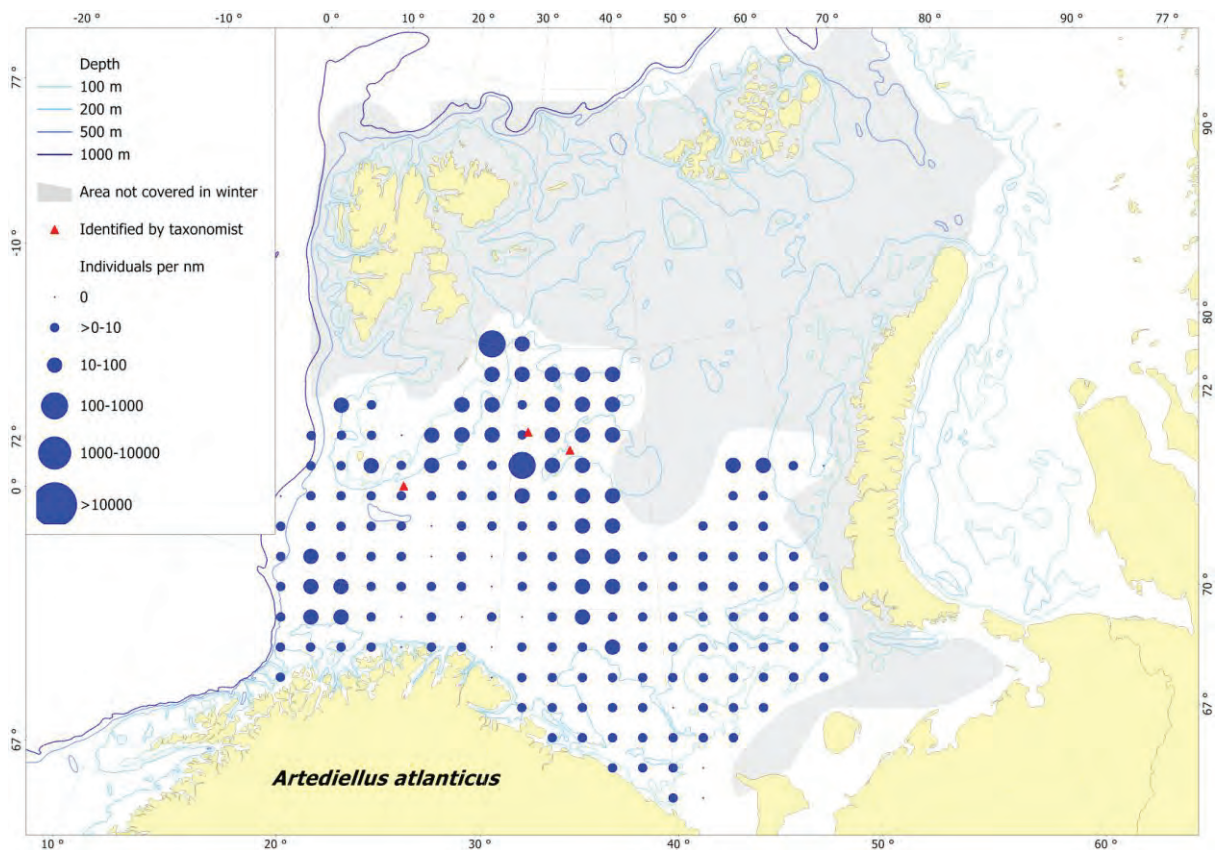 -20 ° -10 ° 0 ° 10 ° 20 ° 30 ° 40 ° 50 ° 60 ° 70 ° 80 ° 90 ° 77 °
Depth
100 m
200 m
500 m
1000 m
Area not covered in winter
Identified by taxonomist
Individuals per nm
0
>0-10
10-100
100-1000
1000-10000
>10000
77 °
-10 °
72 °
0 °
67 °
90 °
80 °
72 °
70 °
67 °
Artediellus atlanticus
10 ° 20 ° 30 ° 40 ° 50 ° 60 °